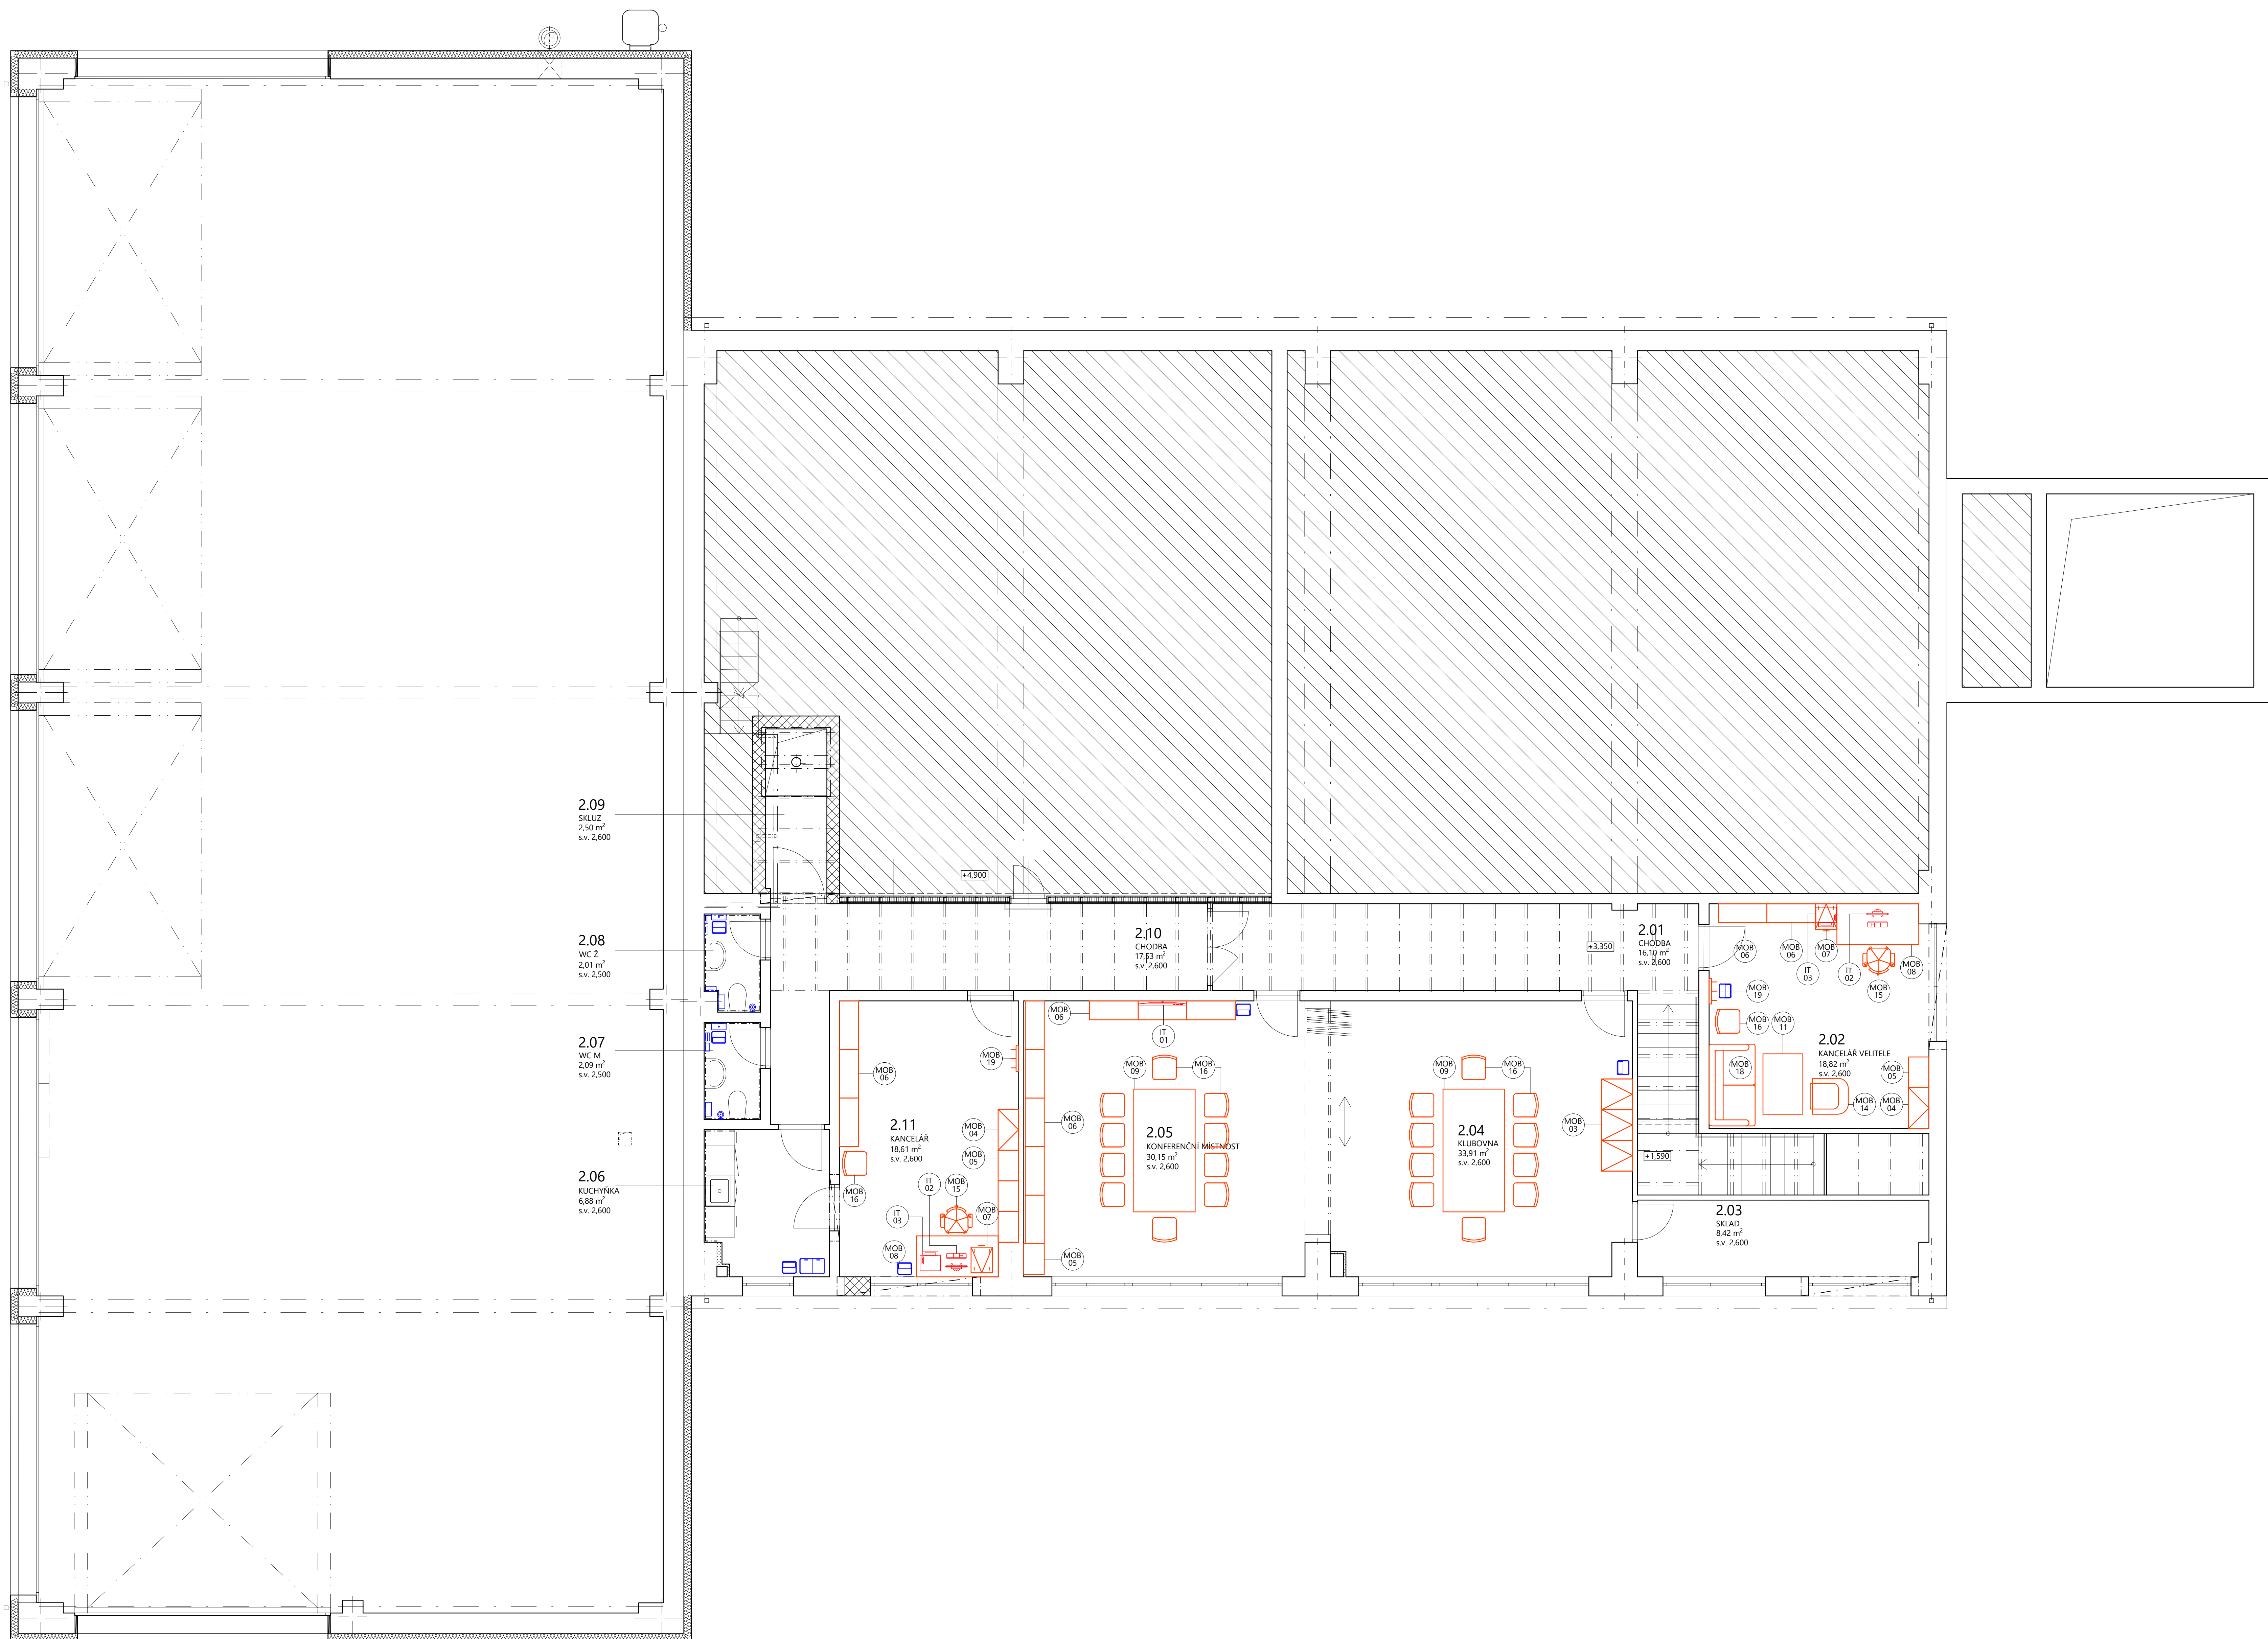 2.09
SKLUZ
2,50 m²
s.v. 2,600
+4,900
2.08
WC Ž
2,01 m²
s.v. 2,500
2.10
CHODBA
17,53 m²
s.v. 2,600
+3,350
2.01
CHODBA
16,10 m²
s.v. 2,600
MOB
06
MOB
06
MOB
07
IT
03
IT
02
MOB
15
MOB
08
MOB
19
MOB
16
MOB
11
2.02
KANCELÁŘ VELITELE
18,82 m²
s.v. 2,600
MOB
18
MOB
05
MOB
14
MOB
04
2.07
WC M
2,09 m²
s.v. 2,500
MOB
06
MOB
19
MOB
06
IT
01
MOB
09
MOB
16
MOB
09
MOB
16
2.11
KANCELÁŘ
18,61 m²
s.v. 2,600
MOB
04
MOB
05
MOB
06
2.05
KONFERENČNÍ MÍSTNOST
30,15 m²
s.v. 2,600
2.04
KLUBOVNA
33,91 m²
s.v. 2,600
MOB
03
+1,590
2.06
KUCHYŇKA
6,88 m²
s.v. 2,600
MOB
16
IT
02
MOB
15
IT
03
MOB
07
MOB
08
MOB
05
2.03
SKLAD
8,42 m²
s.v. 2,600